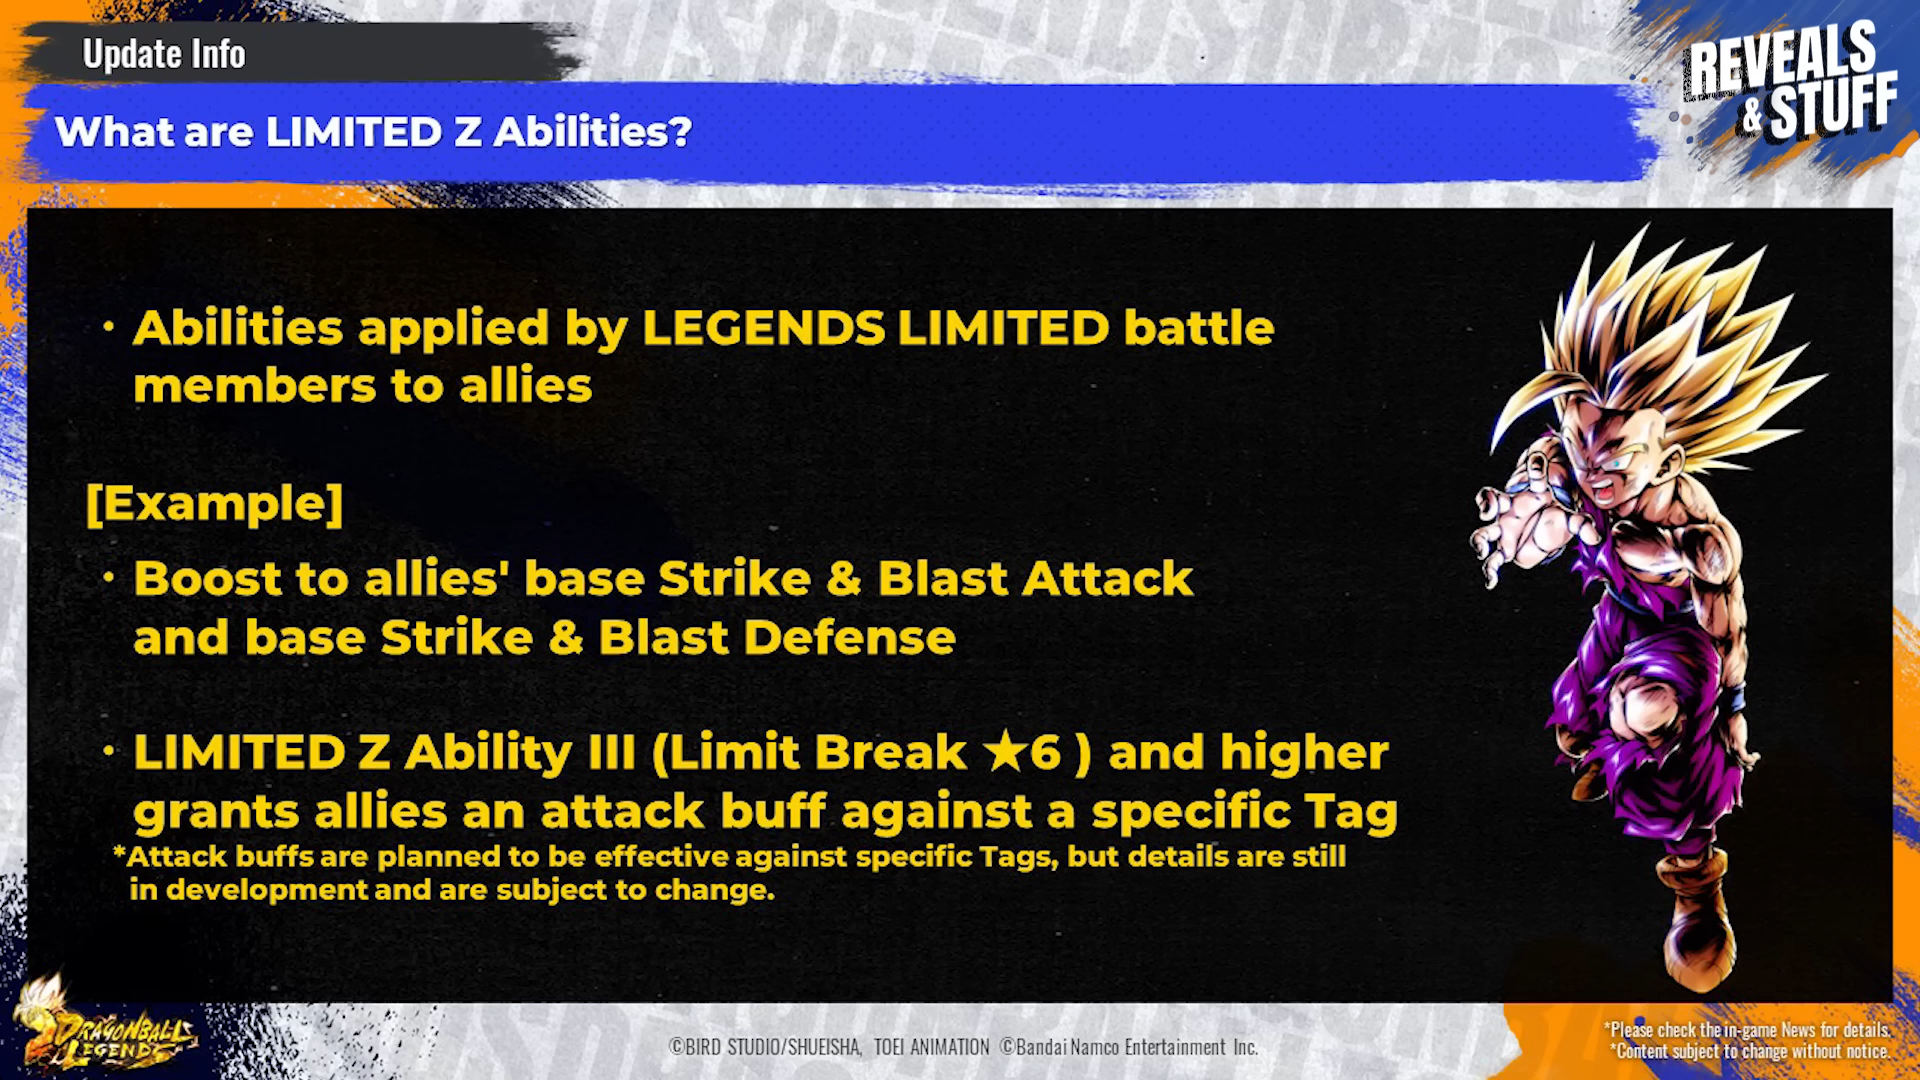 Update Info
REVEALS
& STUFF
What are LIMITED Z Abilities?
・Abilities applied by LEGENDS LIMITED battle
members to allies
[Example]
・Boost to allies' base Strike & Blast Attack
and base Strike & Blast Defense
・LIMITED Z Ability III (Limit Break ★6 ) and higher
grants allies an attack buff against a specific Tag
*Attack buffs are planned to be effective against specific Tags, but details are still
in development and are subject to change.
DRAGONBALL
LEGENDS
©BIRD STUDIO/SHUEISHA, TOEI ANIMATION ©Bandai Namco Entertainment Inc.
*Please check the in-game News for details.
*Content subject to change without notice.